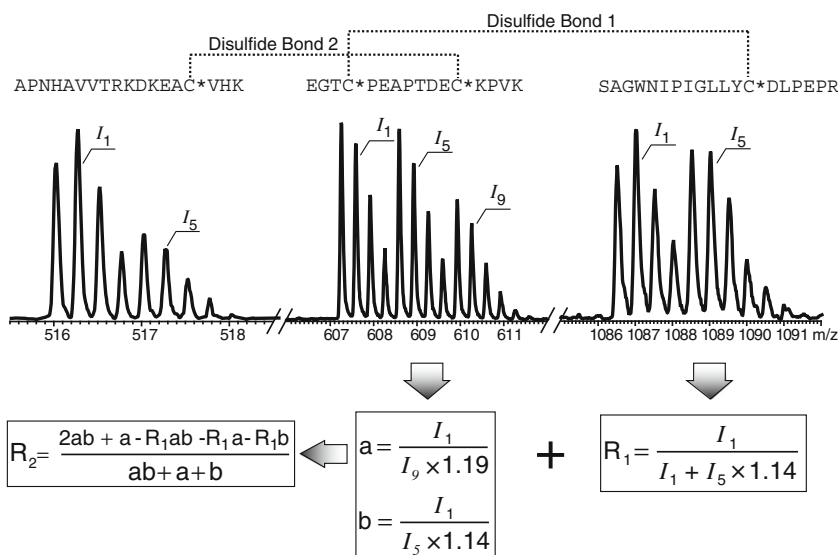 Disulfide Bond 1
Disulfide Bond 2
APNHAVVTRKDKEAC*VHK EGTC*PEAPTDEC*KPVK SAGWNIPIGLLYC*DLPEPR
I₁ I₅ I₁ I₅ I₉ I₁ I₅
516 517 518 607 608 609 610 611 1086 1087 1088 1089 1090 1091 m/z
R₂= (2ab + a - R₁ab - R₁a - R₁b) / (ab + a + b)
a = I₁ / (I₉ × 1.19)
b = I₁ / (I₅ × 1.14)
+
R₁ = I₁ / (I₁ + I₅ × 1.14)